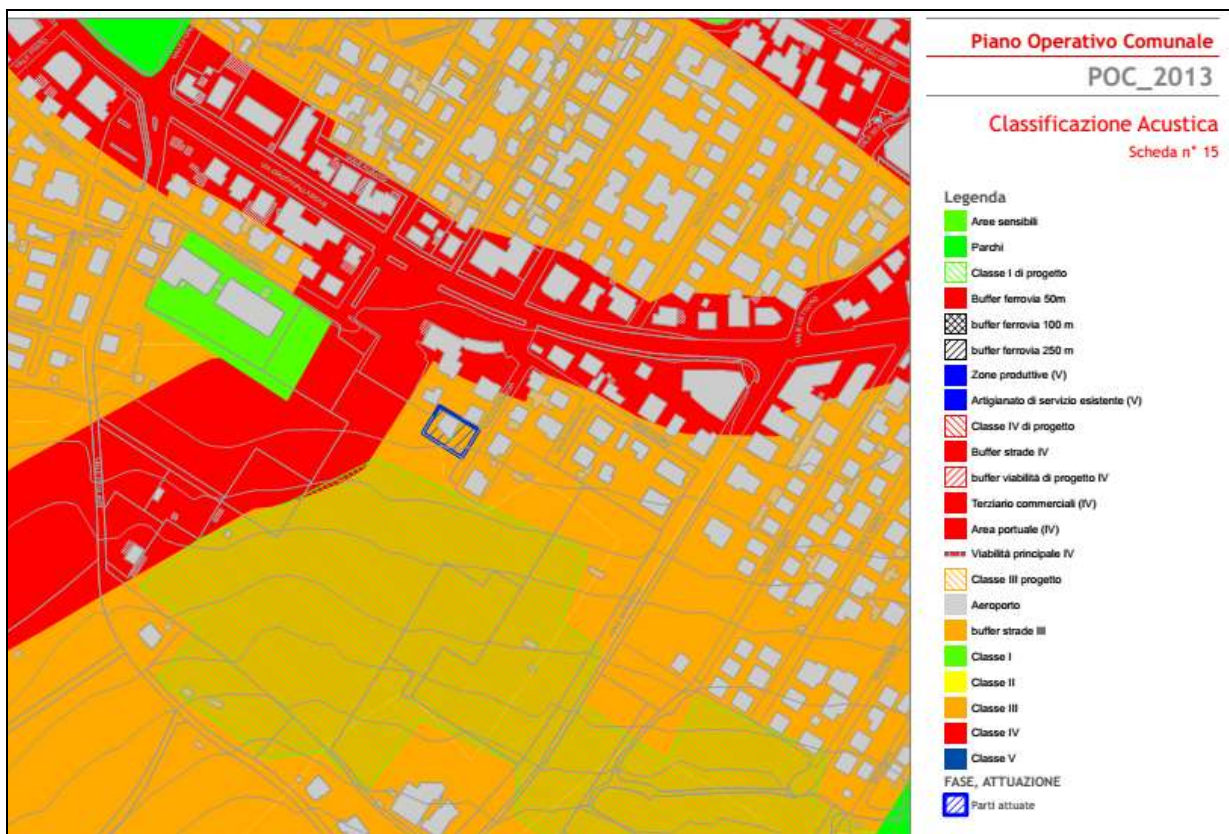 Piano Operativo Comunale
POC_2013
Classificazione Acustica
Scheda n° 15
Legenda
Aree sensibili
Parchi
Classe I di progetto
Buffer ferrovia 50m
buffer ferrovia 100 m
buffer ferrovia 250 m
Zone produttive (V)
Artigianato di servizio esistente (V)
Classe IV di progetto
Buffer strade IV
buffer viabilità di progetto IV
Terziario commerciali (IV)
Area portuale (IV)
Viabilità principale IV
Classe III progetto
Aeroporto
buffer strade III
Classe I
Classe II
Classe III
Classe IV
Classe V
FASE, ATTUAZIONE
Parti attuate